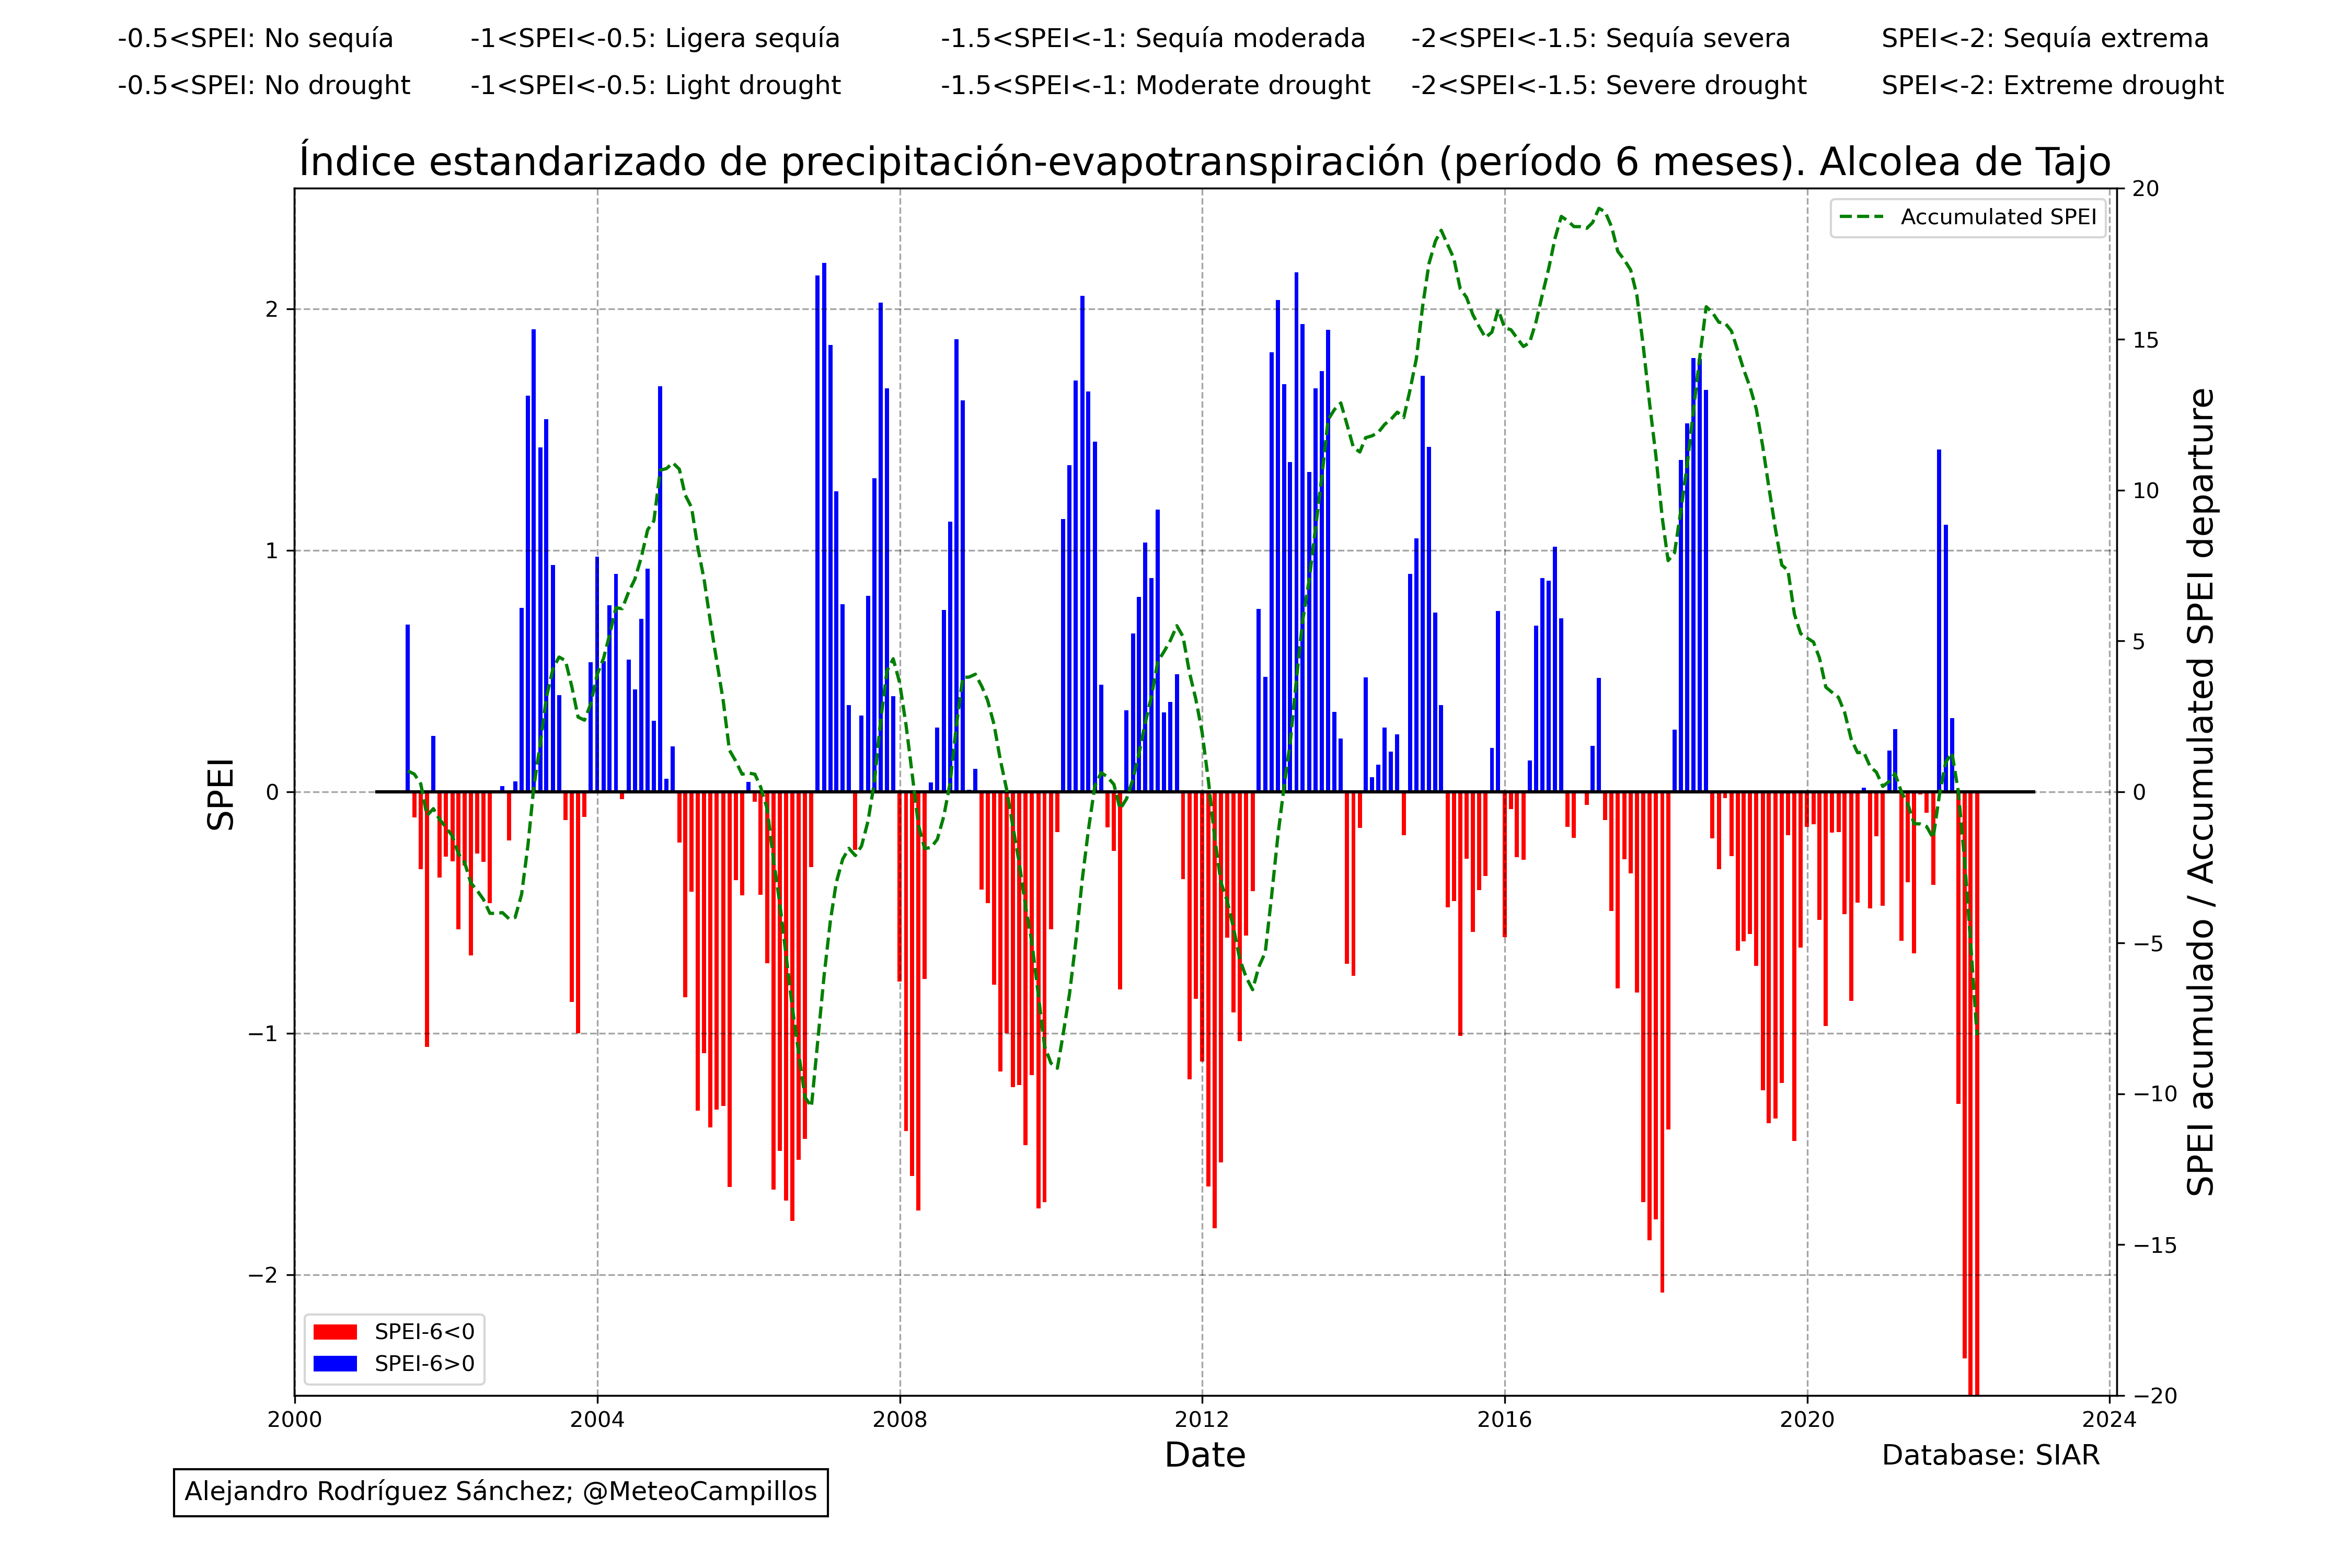 -0.5<SPEI: No sequía -1<SPEI<-0.5: Ligera sequía -1.5<SPEI<-1: Sequía moderada -2<SPEI<-1.5: Sequía severa SPEI<-2: Sequía extrema
-0.5<SPEI: No drought -1<SPEI<-0.5: Light drought -1.5<SPEI<-1: Moderate drought -2<SPEI<-1.5: Severe drought SPEI<-2: Extreme drought
Índice estandarizado de precipitación-evapotranspiración (período 6 meses). Alcolea de Tajo
Accumulated SPEI
SPEI
2
1
0
−1
−2
20
15
10
5
0
−5
−10
−15
−20
SPEI acumulado / Accumulated SPEI departure
SPEI-6<0
SPEI-6>0
2000 2004 2008 2012 2016 2020 2024
Date
Database: SIAR
Alejandro Rodríguez Sánchez; @MeteoCampillos